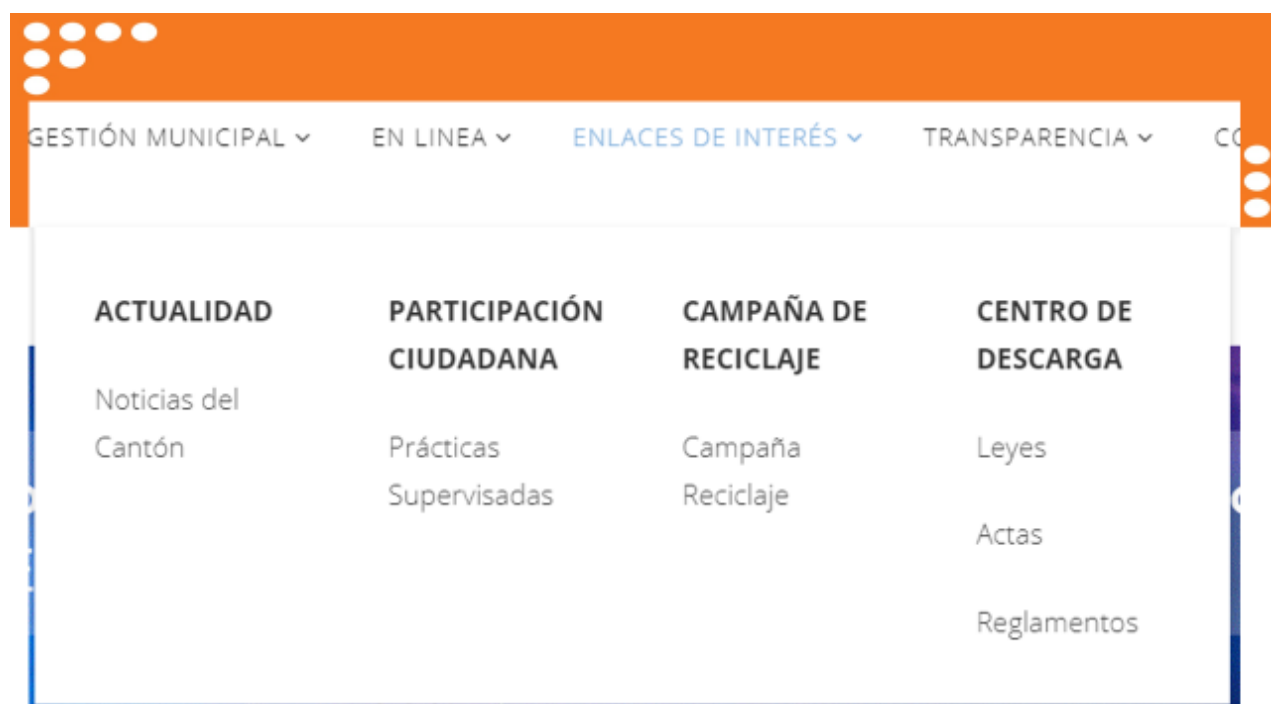 GESTIÓN MUNICIPAL EN LINEA ENLACES DE INTERÉS TRANSPARENCIA
ACTUALIDAD
Noticias del
Cantón
PARTICIPACIÓN
CIUDADANA
Prácticas
Supervisadas
CAMPAÑA DE
RECICLAJE
Campaña
Reciclaje
CENTRO DE
DESCARGA
Leyes
Actas
Reglamentos